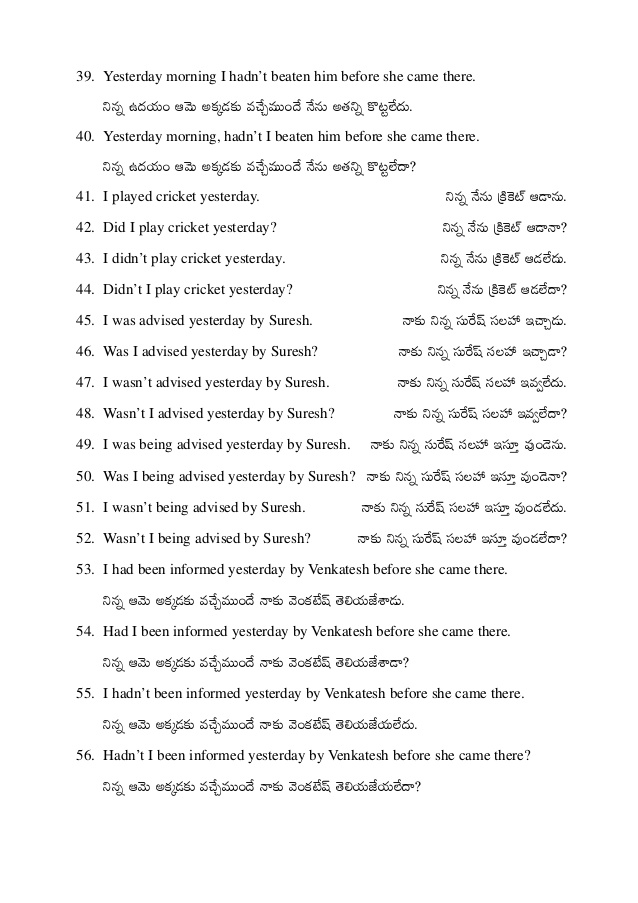 39. Yesterday morning I hadn't beaten him before she came there.
నిన్న ఉదయం ఆమె అక్కడకు వచ్చేముందే నేను అతన్ని కొట్టలేదు.
40. Yesterday morning, hadn't I beaten him before she came there.
నిన్న ఉదయం ఆమె అక్కడకు వచ్చేముందే నేను అతన్ని కొట్టలేదా?
41. I played cricket yesterday. నిన్న నేను క్రికెట్ ఆడాను.
42. Did I play cricket yesterday? నిన్న నేను క్రికెట్ ఆడానా?
43. I didn't play cricket yesterday. నిన్న నేను క్రికెట్ ఆడలేదు.
44. Didn't I play cricket yesterday? నిన్న నేను క్రికెట్ ఆడలేదా?
45. I was advised yesterday by Suresh. నాకు నిన్న సురేష్ సలహా ఇచ్చాడు.
46. Was I advised yesterday by Suresh? నాకు నిన్న సురేష్ సలహా ఇచ్చాడా?
47. I wasn't advised yesterday by Suresh. నాకు నిన్న సురేష్ సలహా ఇవ్వలేదు.
48. Wasn't I advised yesterday by Suresh? నాకు నిన్న సురేష్ సలహా ఇవ్వలేదా?
49. I was being advised yesterday by Suresh. నాకు నిన్న సురేష్ సలహా ఇస్తూ వుండెను.
50. Was I being advised yesterday by Suresh? నాకు నిన్న సురేష్ సలహా ఇస్తూ వుండెనా?
51. I wasn't being advised by Suresh. నాకు నిన్న సురేష్ సలహా ఇస్తూ వుండలేదు.
52. Wasn't I being advised by Suresh? నాకు నిన్న సురేష్ సలహా ఇస్తూ వుండలేదా?
53. I had been informed yesterday by Venkatesh before she came there.
నిన్న ఆమె అక్కడకు వచ్చేముందే నాకు వెంకటేష్ తెలియజేశాడు.
54. Had I been informed yesterday by Venkatesh before she came there.
నిన్న ఆమె అక్కడకు వచ్చేముందే నాకు వెంకటేష్ తెలియజేశాడా?
55. I hadn't been informed yesterday by Venkatesh before she came there.
నిన్న ఆమె అక్కడకు వచ్చేముందే నాకు వెంకటేష్ తెలియజేయలేదు.
56. Hadn't I been informed yesterday by Venkatesh before she came there?
నిన్న ఆమె అక్కడకు వచ్చేముందే నాకు వెంకటేష్ తెలియజేయలేదా?